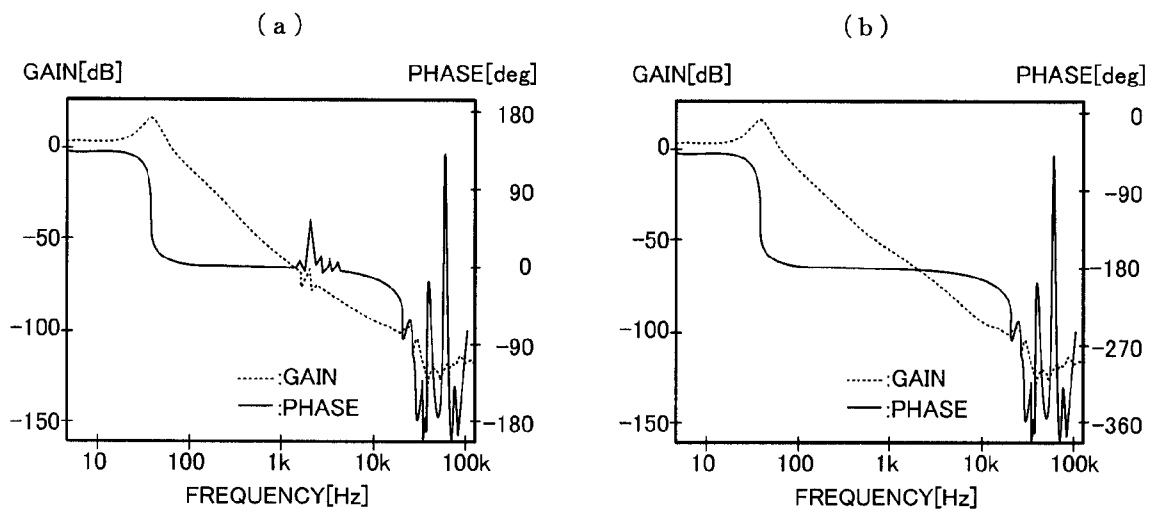 (a)
GAIN[dB] PHASE[deg]
0
-50
-100
-150
180
90
0
-90
-180
:GAIN
:PHASE
10 100 1k 10k 100k
FREQUENCY[Hz]
(b)
GAIN[dB] PHASE[deg]
0
-50
-100
-150
0
-90
-180
-270
-360
:GAIN
:PHASE
10 100 1k 10k 100k
FREQUENCY[Hz]